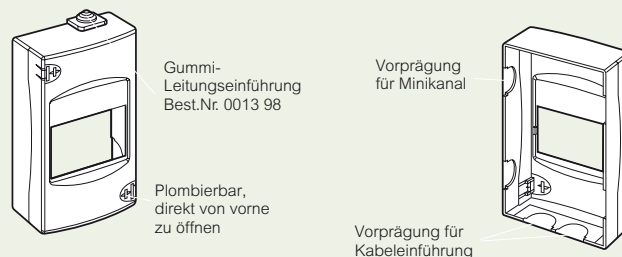 Gummi-
Leitungseinführung
Best.Nr. 0013 98
Plombierbar,
direkt von vorne
zu öffnen
Vorprägung
für Minikanal
Vorprägung für
Kabeleinführung